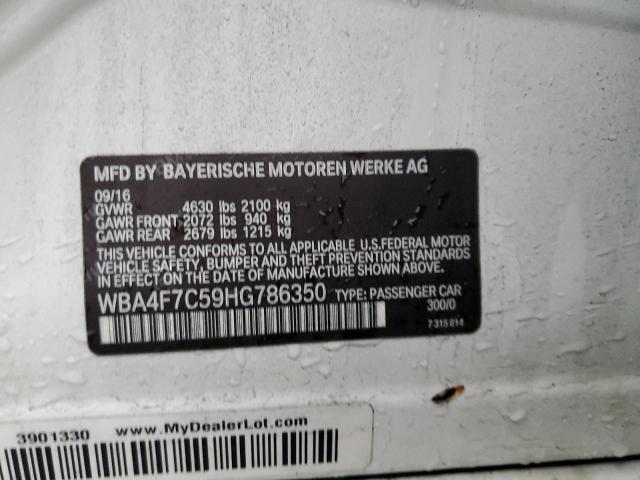 MFD BY BAYERISCHE MOTOREN WERKE AG
09/16
GVWR 4630 lbs 2100 kg
GAWR FRONT 2072 lbs 940 kg
GAWR REAR 2679 lbs 1215 kg
THIS VEHICLE CONFORMS TO ALL APPLICABLE U.S.FEDERAL MOTOR
VEHICLE SAFETY, BUMPER AND THEFT PREVENTION STANDARDS
IN EFFECT ON THE DATE OF MANUFACTURE SHOWN ABOVE.
WBA4F7C59HG786350 TYPE: PASSENGER CAR
300/0
7 315 814
3901330 www.MyDealerLot.com